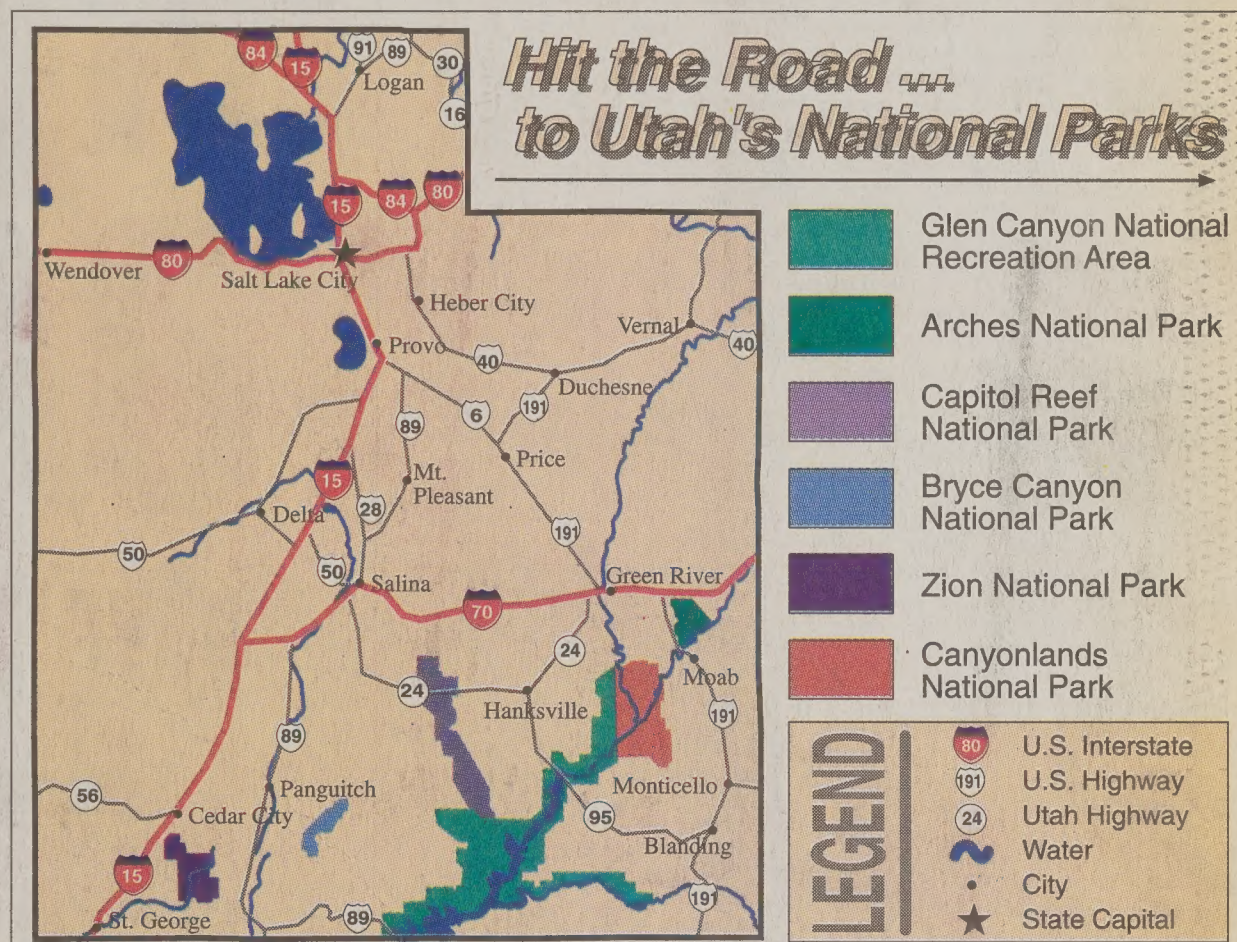 Hit the Road ...
to Utah's National Parks
84
15
91
89
30
Logan
16
15
84
80
Wendover
80
Salt Lake City
Heber City
Vernal
Provo
40
40
Duchesne
191
6
89
Price
15
Mt.
Pleasant
28
Delta
191
50
50
Salina
Green River
70
24
Moab
24
Hanksville
191
89
Panguitch
Monticello
56
Cedar City
95
Blanding
15
St. George
89
191
Glen Canyon National
Recreation Area
Arches National Park
Capitol Reef
National Park
Bryce Canyon
National Park
Zion National Park
Canyonlands
National Park
LEGEND
80 U.S. Interstate
191 U.S. Highway
24 Utah Highway
Water
City
State Capital